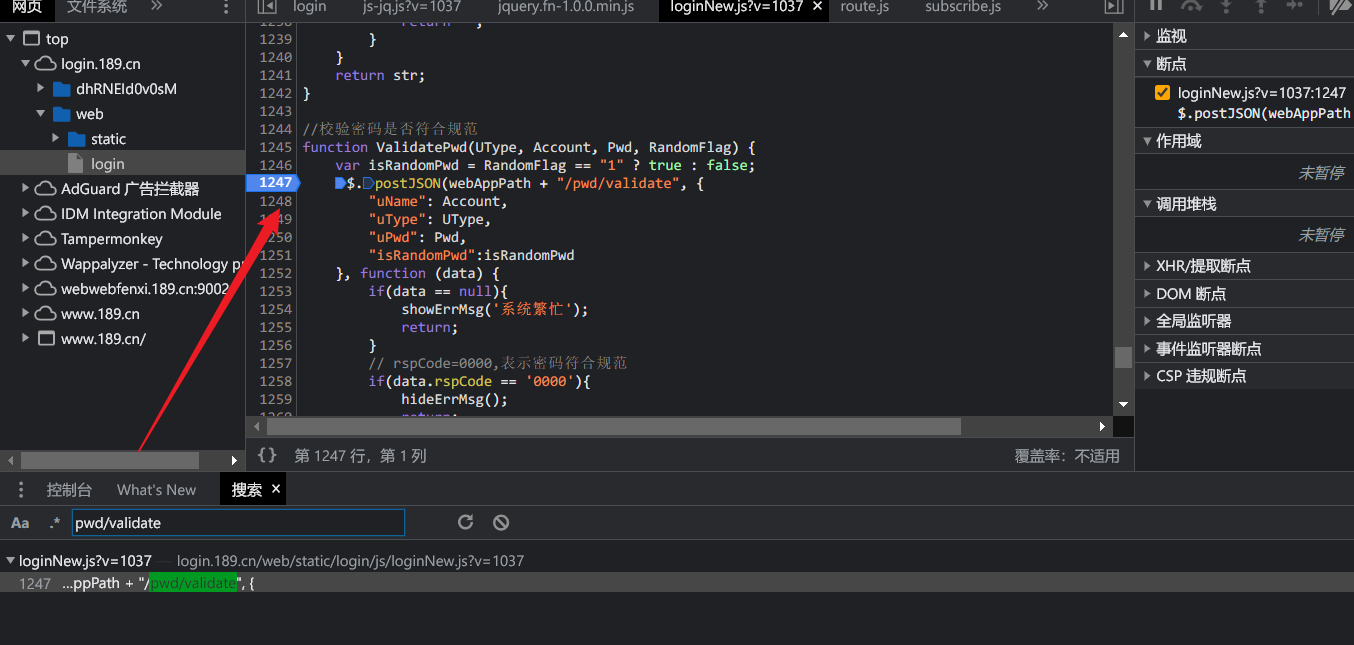 网页 文件系统 »
login js-jq.js?v=1037 jquery.fn-1.0.0.min.js loginNew.js?v=1037 × route.js subscribe.js »
top
login.189.cn
dhRNEId0v0sM
web
static
login
AdGuard 广告拦截器
IDM Integration Module
Tampermonkey
Wappalyzer - Technology pr
webwebfenxi.189.cn:9002
www.189.cn
www.189.cn/
1239 }
1240 }
1241 return str;
1242 }
1243
1244 //校验密码是否符合规范
1245 function ValidatePwd(UType, Account, Pwd, RandomFlag) {
1246 var isRandomPwd = RandomFlag == "1" ? true : false;
1247 $.postJSON(webAppPath + "/pwd/validate", {
1248 "uName": Account,
1249 "uType": UType,
1250 "uPwd": Pwd,
1251 "isRandomPwd":isRandomPwd
1252 }, function (data) {
1253 if(data == null){
1254 showErrMsg('系统繁忙');
1255 return;
1256 }
1257 // rspCode=0000,表示密码符合规范
1258 if(data.rspCode == '0000'){
1259 hideErrMsg();
{} 第 1247 行，第 1 列 覆盖率：不适用
监视
断点
loginNew.js?v=1037:1247
$.postJSON(webAppPath
作用域
未暂停
调用堆栈
未暂停
XHR/提取断点
DOM 断点
全局监听器
事件监听器断点
CSP 违规断点
控制台 What's New 搜索 ×
Aa .* pwd/validate
loginNew.js?v=1037 — login.189.cn/web/static/login/js/loginNew.js?v=1037
1247 …ppPath + "/pwd/validate", {